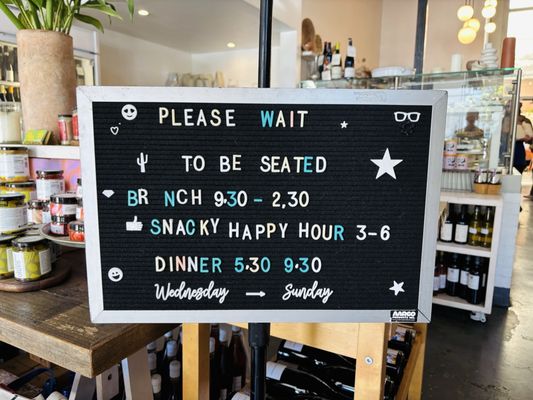 PLEASE WAIT
TO BE SEATED
BR NCH 9.30 - 2.30
SNACKY HAPPY HOUR 3-6
DINNER 5.30 9.30
Wednesday → Sunday
AARCO